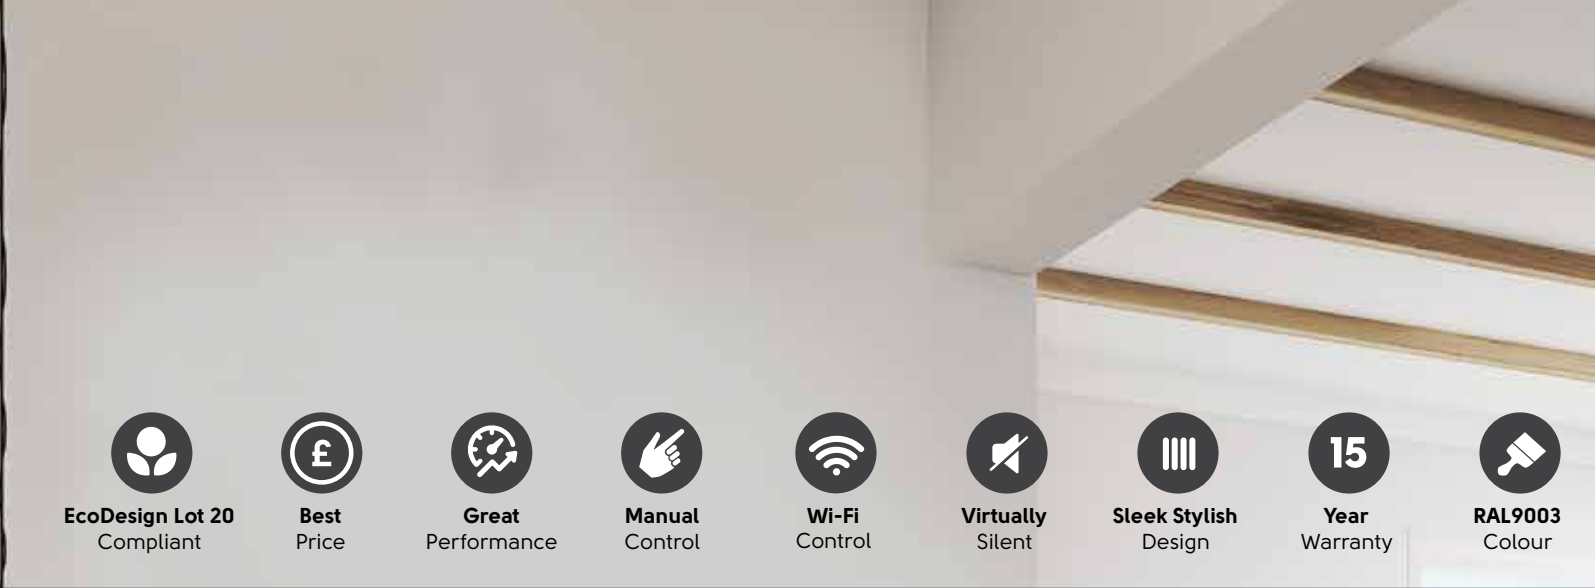 £
15
EcoDesign Lot 20
Compliant
Best
Price
Great
Performance
Manual
Control
Wi-Fi
Control
Virtually
Silent
Sleek Stylish
Design
Year
Warranty
RAL9003
Colour